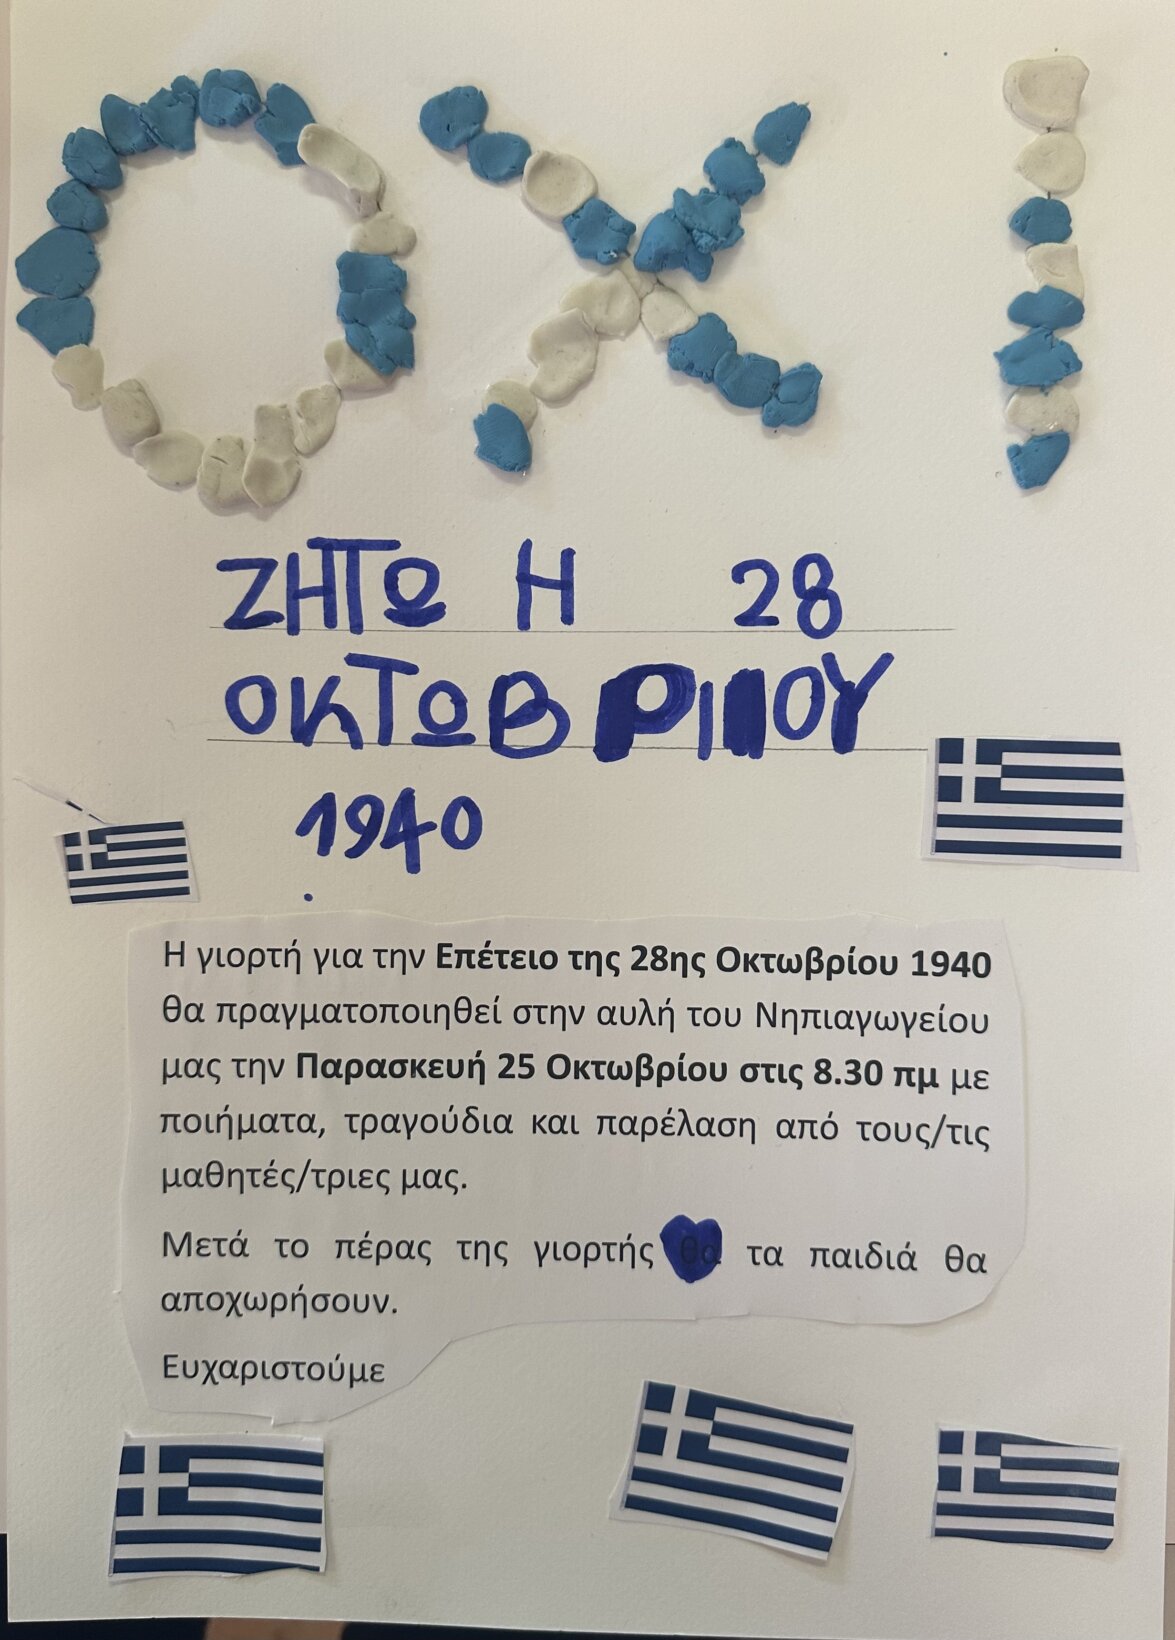 ΟΧΙ
ΖΗΤΩ Η 28
ΟΚΤΩΒΡΙΟΥ
1940
Η γιορτή για την Επέτειο της 28ης Οκτωβρίου 1940
θα πραγματοποιηθεί στην αυλή του Νηπιαγωγείου
μας την Παρασκευή 25 Οκτωβρίου στις 8.30 πμ με
ποιήματα, τραγούδια και παρέλαση από τους/τις
μαθητές/τριες μας.
Μετά το πέρας της γιορτής θα τα παιδιά θα
αποχωρήσουν.
Ευχαριστούμε